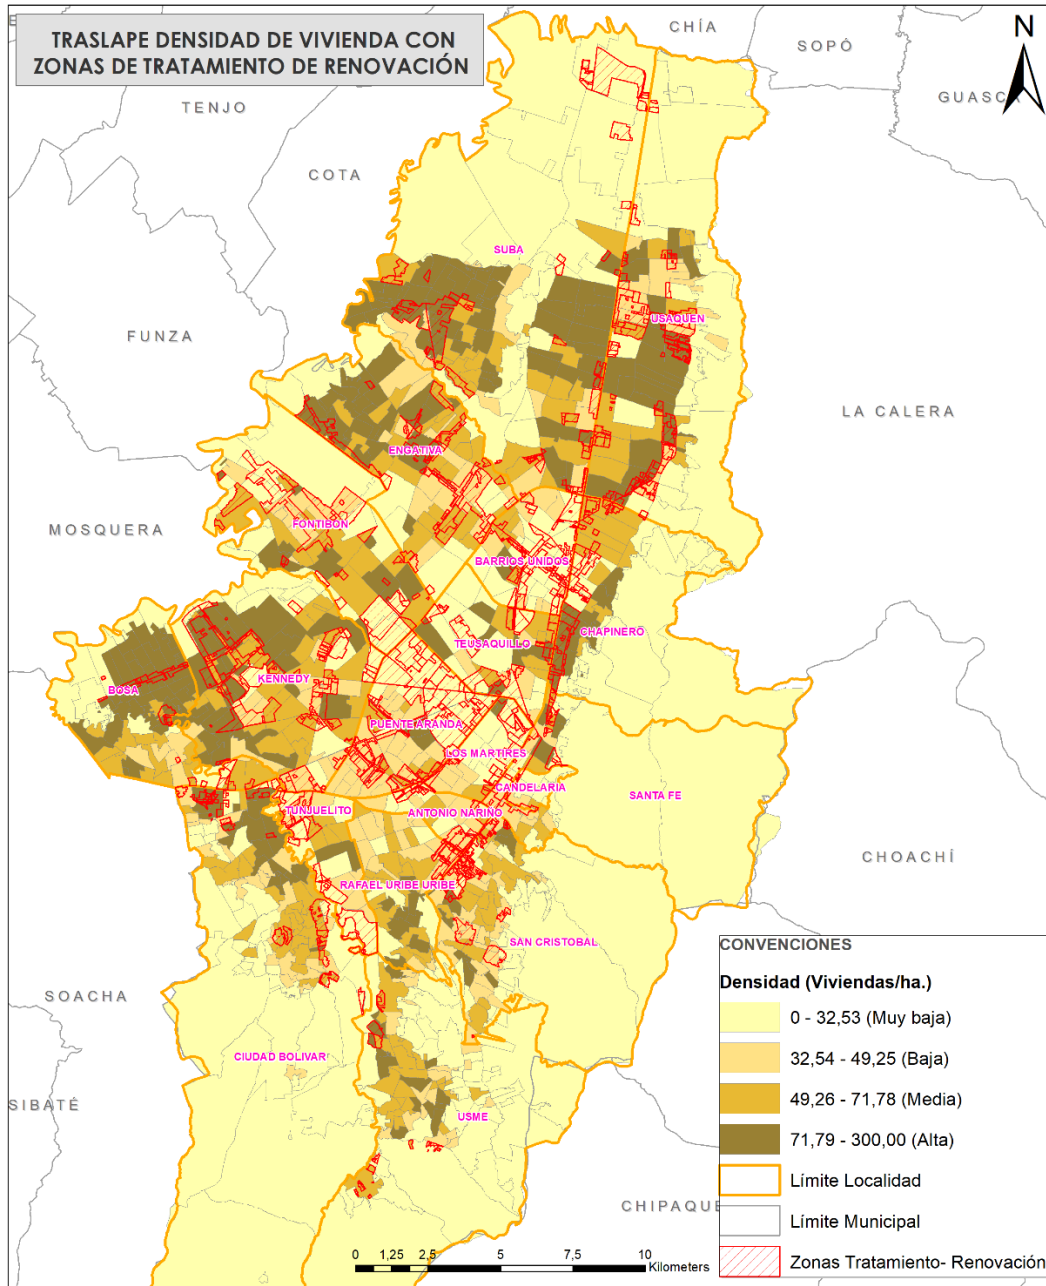 TRASLAPE DENSIDAD DE VIVIENDA CON
ZONAS DE TRATAMIENTO DE RENOVACIÓN
CHÍA
SOPÓ
N
GUASCA
TENJO
COTA
SUBA
FUNZA
USAQUEN
LA CALERA
ENGATIVA
MOSQUERA
FONTIBON
BARRIOS UNIDOS
CHAPINERO
TEUSAQUILLO
KENNEDY
BOSA
PUENTE ARANDA
LOS MARTIRES
CANDELARIA
SANTA FE
TUNJUELITO
ANTONIO NARIÑO
CHOACHÍ
RAFAEL URIBE URIBE
SAN CRISTOBAL
SOACHA
CIUDAD BOLIVAR
SIBATÉ
USME
CHIPAQUE
CONVENCIONES
Densidad (Viviendas/ha.)
0 - 32,53 (Muy baja)
32,54 - 49,25 (Baja)
49,26 - 71,78 (Media)
71,79 - 300,00 (Alta)
Límite Localidad
Límite Municipal
Zonas Tratamiento- Renovación
0 1,25 2,5 5 7,5 10
Kilometers